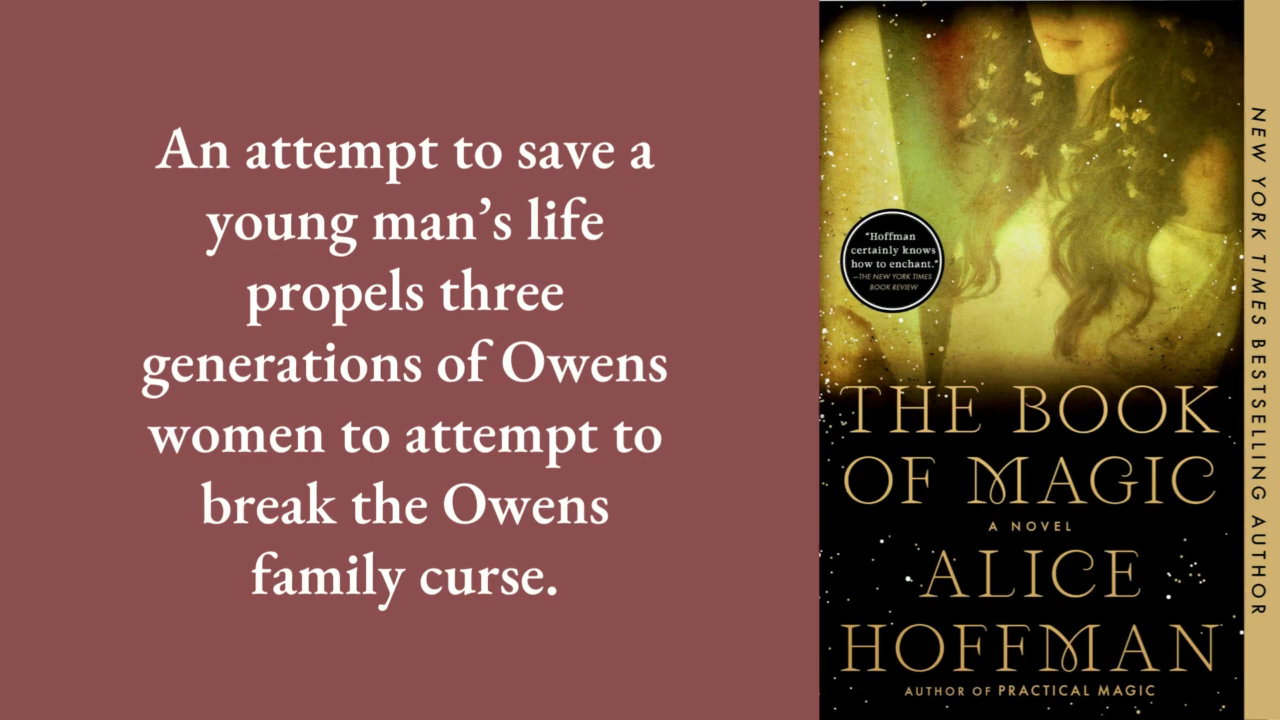 An attempt to save a
young man’s life
propels three
generations of Owens
women to attempt to
break the Owens
family curse.
“Hoffman
certainly knows
how to enchant.”
—THE NEW YORK TIMES
BOOK REVIEW
THE BOOK
OF MAGIC
A NOVEL
ALICE
HOFFMAN
AUTHOR OF PRACTICAL MAGIC
NEW YORK TIMES BESTSELLING AUTHOR